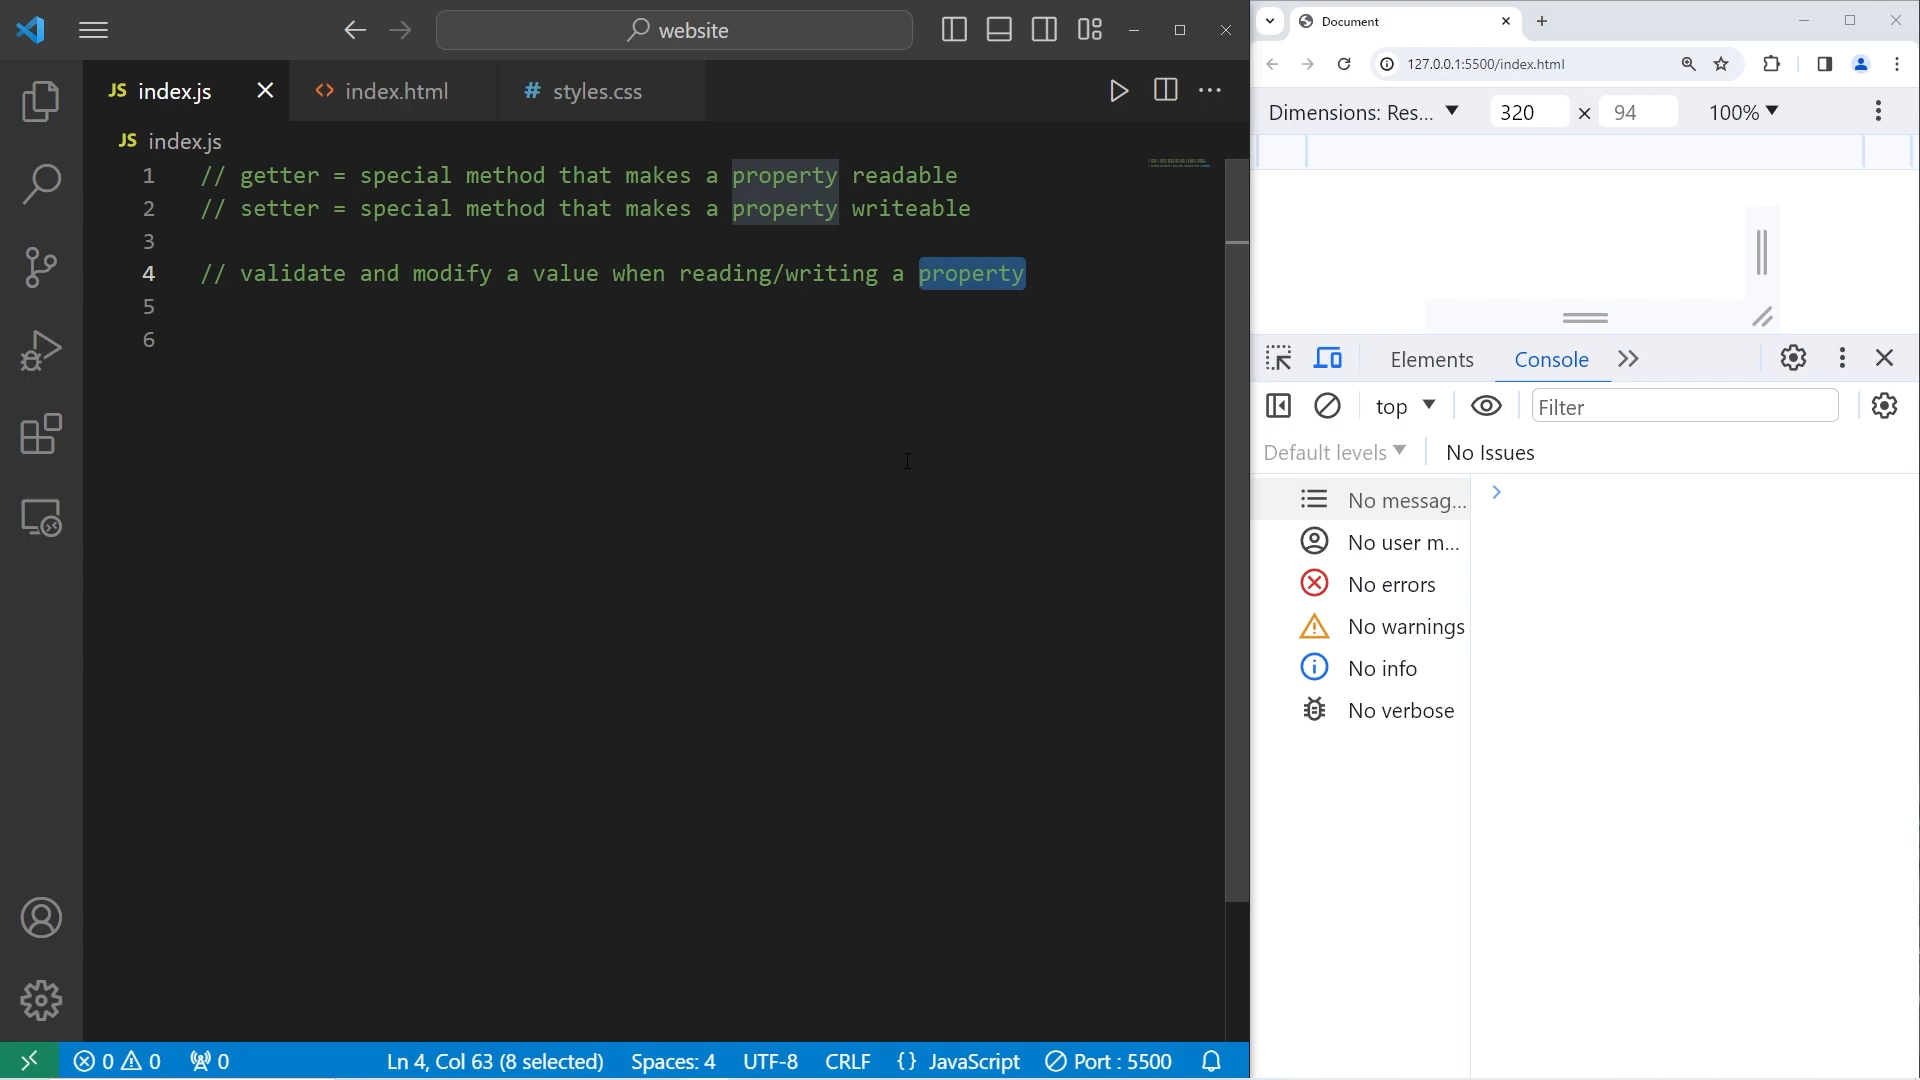 website
JS index.js
<> index.html
# styles.css
JS index.js
1 // getter = special method that makes a property readable
2 // setter = special method that makes a property writeable
3
4 // validate and modify a value when reading/writing a property
5
6
0 0 0
Ln 4, Col 63 (8 selected) Spaces: 4 UTF-8 CRLF {} JavaScript Port : 5500
Document
127.0.0.1:5500/index.html
Dimensions: Res... 320 × 94 100%
Elements Console
top Filter
Default levels No Issues
No messag...
No user m...
No errors
No warnings
No info
No verbose